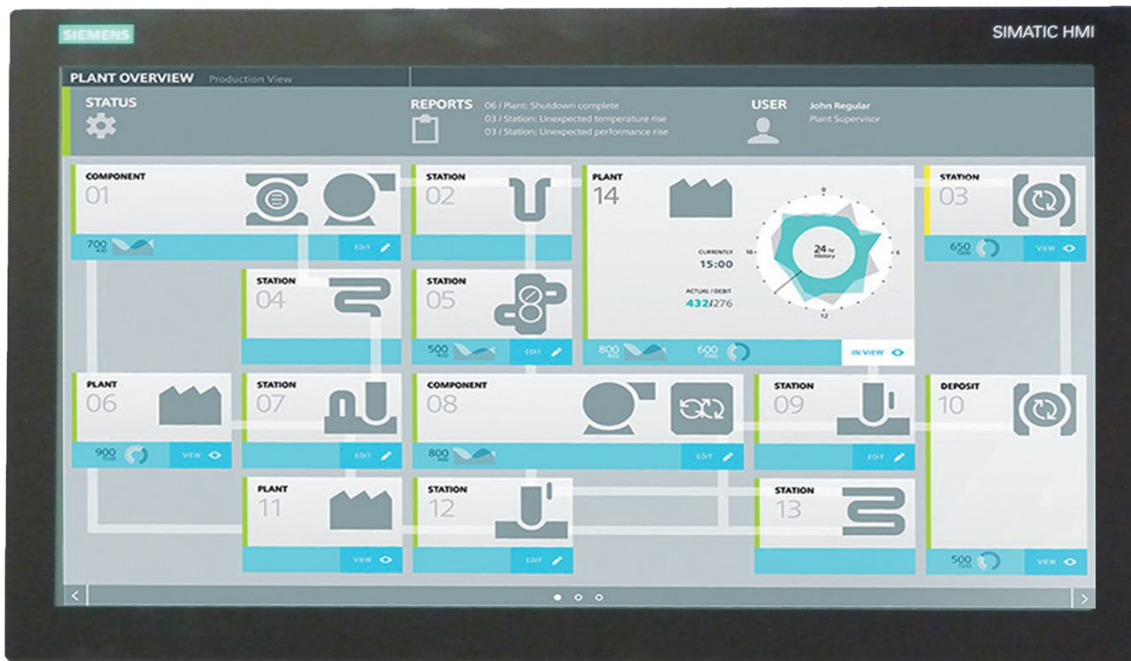 SIEMENS
SIMATIC HMI
PLANT OVERVIEW Production View
STATUS
REPORTS
06 / Plant: Shutdown complete
03 / Station: Unexpected temperature rise
03 / Station: Unexpected performance rise
USER
John Regular
Plant Supervisor
COMPONENT
01
700
EDIT
STATION
02
PLANT
14
CURRENTLY
15:00
ACTUAL / DEBIT
432/276
0
6
12
18
24 hr
History
800
600
IN VIEW
STATION
03
650
VIEW
STATION
04
STATION
05
500
EDIT
PLANT
06
900
VIEW
STATION
07
EDIT
COMPONENT
08
800
EDIT
STATION
09
EDIT
DEPOSIT
10
500
VIEW
PLANT
11
VIEW
STATION
12
EDIT
STATION
13